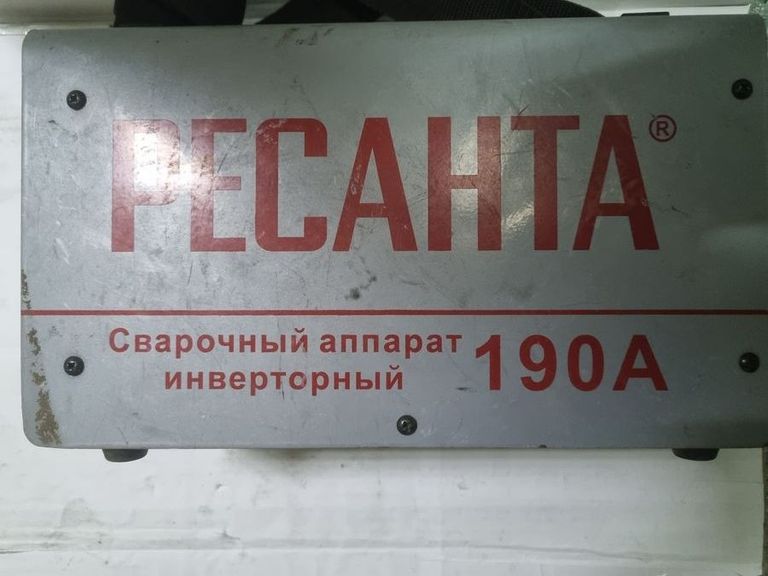 РЕСАНТА®
Сварочный аппарат
инверторный
190А